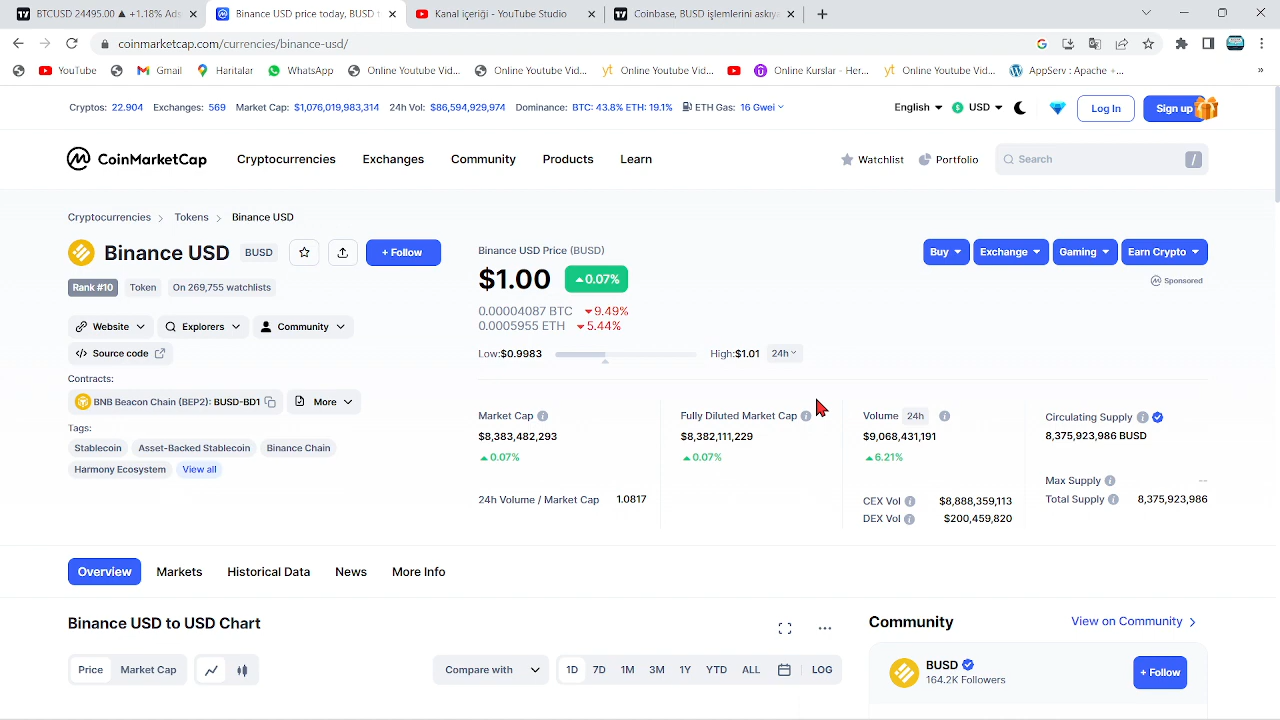 BTCUSD 24495.00 ▲ +1.18% Ads
Binance USD price today, BUSD t
Kanal içeriği - YouTube Studio
Coinbase, BUSD işlemlerini askıya
coinmarketcap.com/currencies/binance-usd/
YouTube
Gmail
Haritalar
WhatsApp
Online Youtube Vid...
Online Youtube Vid...
Online Youtube Vid...
Online Kurslar - Her...
Online Youtube Vid...
AppServ : Apache +...
Cryptos: 22.904 Exchanges: 569 Market Cap: $1,076,019,983,314 24h Vol: $86,594,929,974 Dominance: BTC: 43.8% ETH: 19.1% ETH Gas: 16 Gwei
English USD Log In Sign up
CoinMarketCap Cryptocurrencies Exchanges Community Products Learn
Watchlist Portfolio Search /
Cryptocurrencies > Tokens > Binance USD
Binance USD BUSD + Follow
Rank #10 Token On 269,755 watchlists
Website Explorers Community
Source code
Contracts:
BNB Beacon Chain (BEP2): BUSD-BD1 More
Tags:
Stablecoin Asset-Backed Stablecoin Binance Chain
Harmony Ecosystem View all
Binance USD Price (BUSD)
$1.00 ▲0.07%
0.00004087 BTC ▼9.49%
0.0005955 ETH ▼5.44%
Low:$0.9983 High:$1.01 24h
Buy Exchange Gaming Earn Crypto
Sponsored
Market Cap
$8,383,482,293
▲0.07%
24h Volume / Market Cap 1.0817
Fully Diluted Market Cap
$8,382,111,229
▲0.07%
Volume 24h
$9,068,431,191
▲6.21%
CEX Vol $8,888,359,113
DEX Vol $200,459,820
Circulating Supply
8,375,923,986 BUSD
Max Supply --
Total Supply 8,375,923,986
Overview Markets Historical Data News More Info
Binance USD to USD Chart
Price Market Cap
Compare with 1D 7D 1M 3M 1Y YTD ALL LOG
Community View on Community
BUSD
164.2K Followers
+ Follow